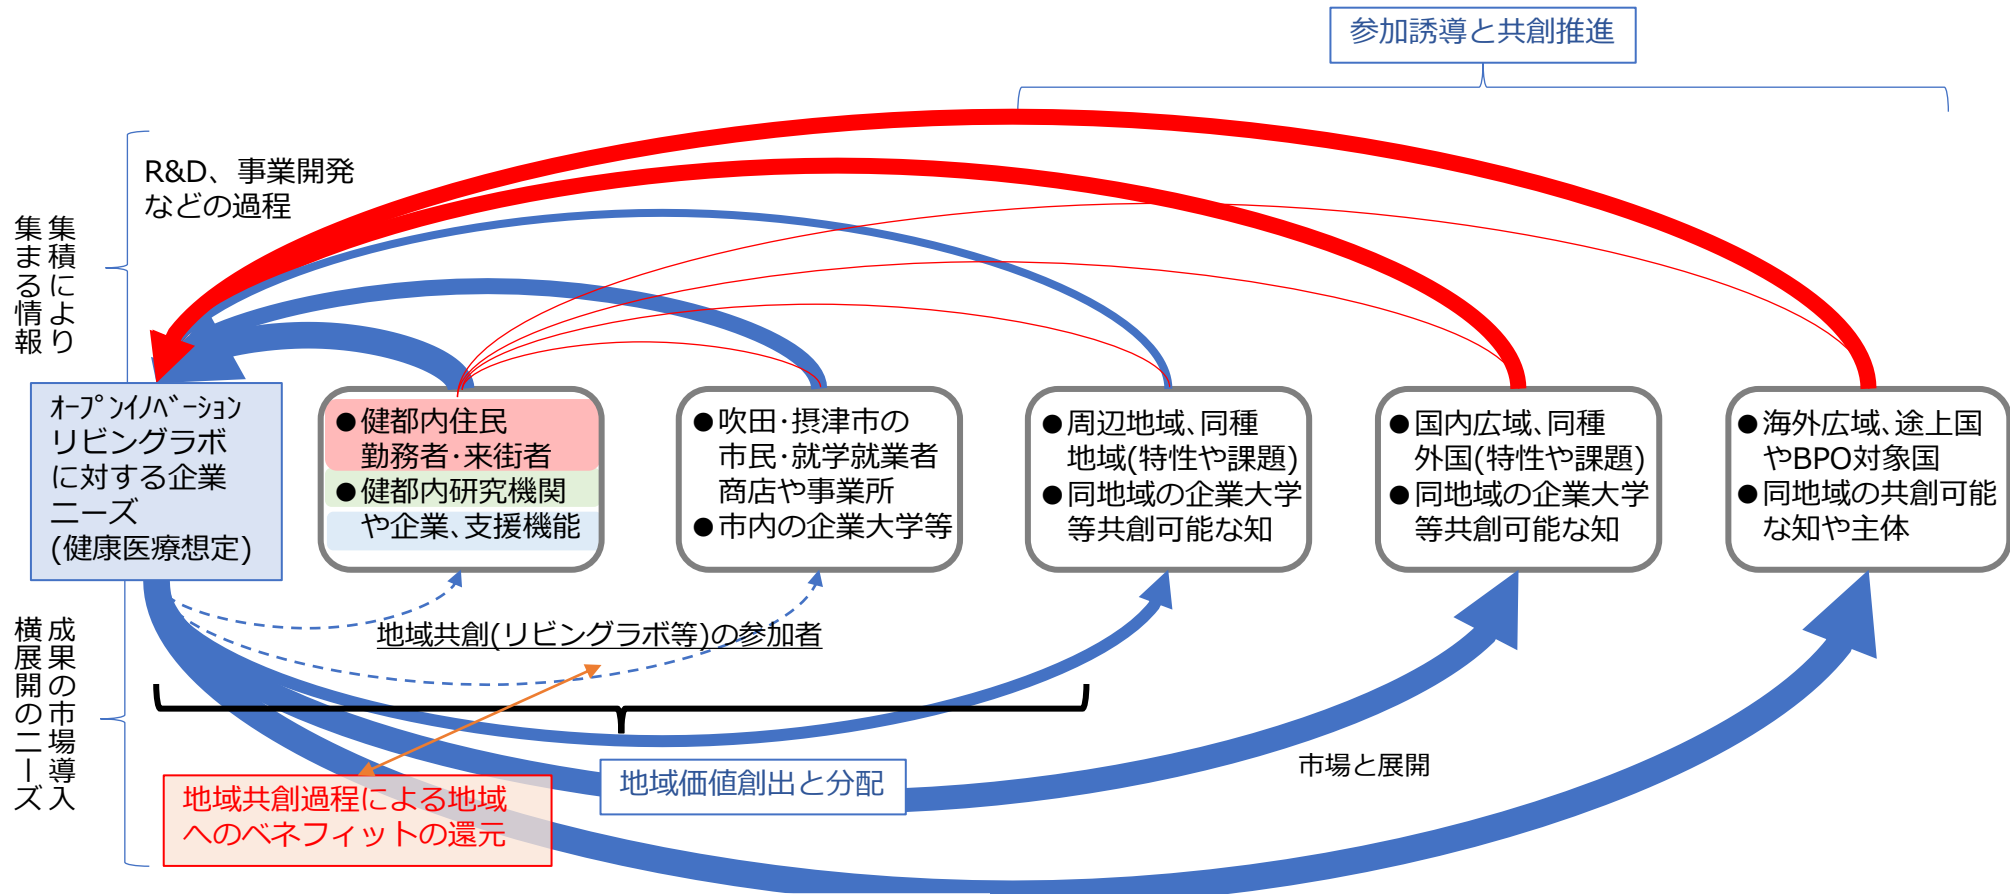 参加誘導と共創推進
R&D、事業開発
などの過程
集積により
集まる情報
ｵｰﾌﾟﾝｲﾉﾍﾞｰｼｮﾝ
リビングラボ
に対する企業
ニーズ
(健康医療想定)
●健都内住民
勤務者･来街者
●健都内研究機関
や企業､支援機能
●吹田･摂津市の
市民･就学就業者
商店や事業所
●市内の企業大学等
●周辺地域､同種
地域(特性や課題)
●同地域の企業大学
等共創可能な知
●国内広域､同種
外国(特性や課題)
●同地域の企業大学
等共創可能な知
●海外広域､途上国
やBPO対象国
●同地域の共創可能
な知や主体
地域共創(リビングラボ等)の参加者
成果の市場導入
横展開のニーズ
市場と展開
地域価値創出と分配
地域共創過程による地域
へのベネフィットの還元